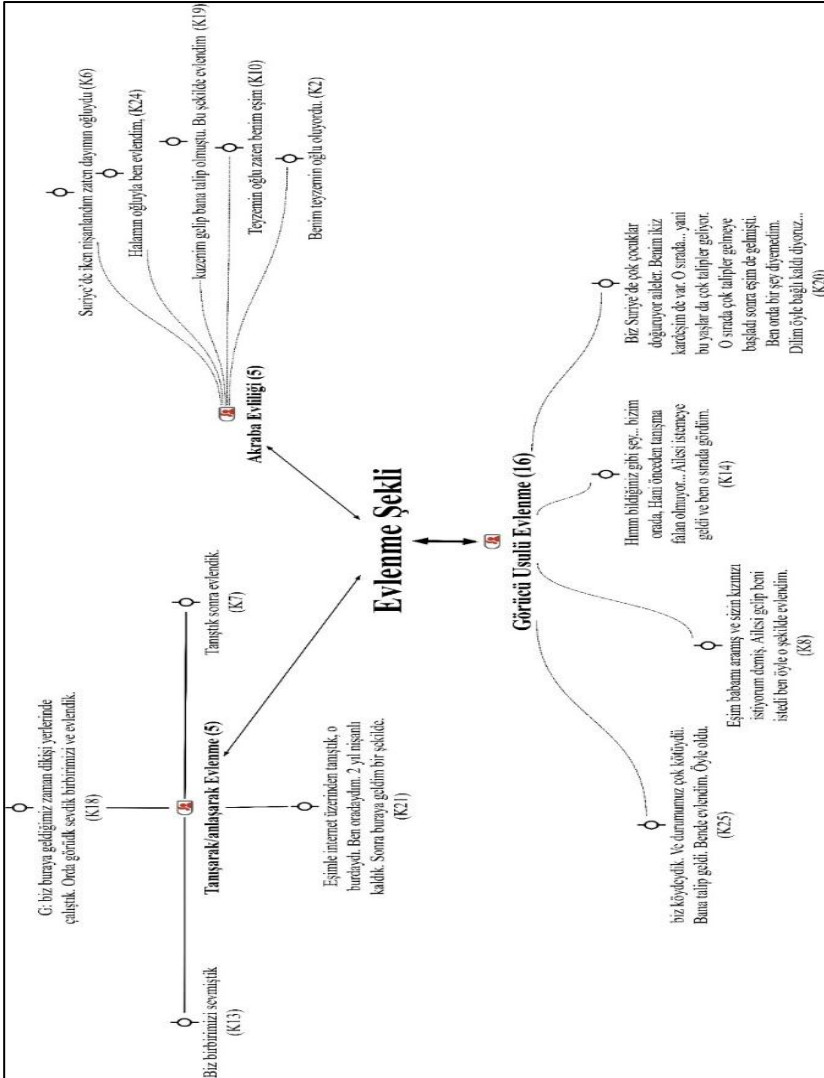 G: biz buraya geldiğimiz zaman dikişi yerlerinde
çalıştık. Orda görüdk sevdik birbirimizi ve evlendik.
(K18)
Biz birbirimizi sevmiştik
(K13)
Tanıştık sonra evlendik.
(K7)
Tanışarak/anlaşarak Evlenme (5)
Eşimle internet üzerinden tanıştık, o
burdaydı. Ben oradaydım. 2 yıl nişanlı
kaldık. Sonra buraya geldim bir şekilde.
(K21)
Suriye'de iken nişanlandım zaten dayımın oğluydu (K6)
Halamın oğluyla ben evlendim, (K24)
kuzenim gelip bana talip olmuştu. Bu şekilde evlendim (K19)
Teyzemin oğlu zaten benim eşim (K10)
Benim teyzemin oğlu oluyordu. (K2)
Akraba Evliliği (5)
Evlenme Şekli
Görücü Usulü Evlenme (16)
biz köydeydik. Ve durumumuz çok kötüydü.
Bana talip geldi. Bende evlendim. Öyle oldu.
(K25)
Eşim babamı aramış ve sizin kızınızı
istiyorum demiş. Ailesi gelip beni
istedi ben öyle o şekilde evlendim.
(K8)
Hımm bildiğiniz gibi şey... bizim
orada, Hani önceden tanışma
falan olmuyor... Ailesi istemeye
geldi ve ben o sırada gördüm.
(K14)
Biz Suriye'de çok çocuklar
doğuruyor aileler. Benim ikiz
kardeşim de var. O sırada... yani
bu yaşlar da çok talipler geliyor.
O sırada çok talipler gelmeye
başladı sonra eşim de gelmişti.
Ben orda bir şey diyemedim.
Dilim öyle bağlı kaldı diyoruz...
(K20)